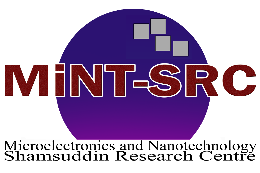 MiNT-SRC
Microelectronics and Nanotechnology
Shamsuddin Research Centre